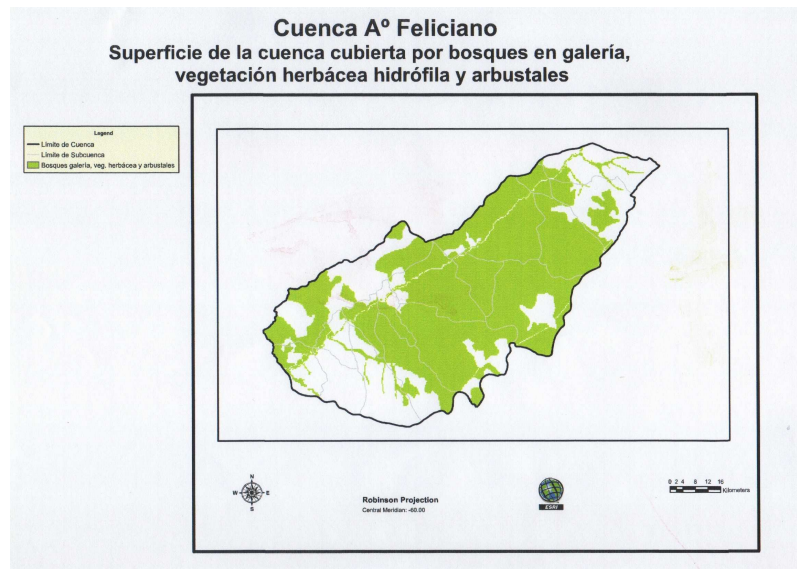 Cuenca Aº Feliciano
Superficie de la cuenca cubierta por bosques en galería,
vegetación herbácea hidrófila y arbustales
Legend
Límite de Cuenca
Límite de Subcuenca
Bosques galería, veg. herbácea y arbustales
N
W E
S
Robinson Projection
Central Meridian: -60.00
ESRI
0 2 4 8 12 16
Kilometers